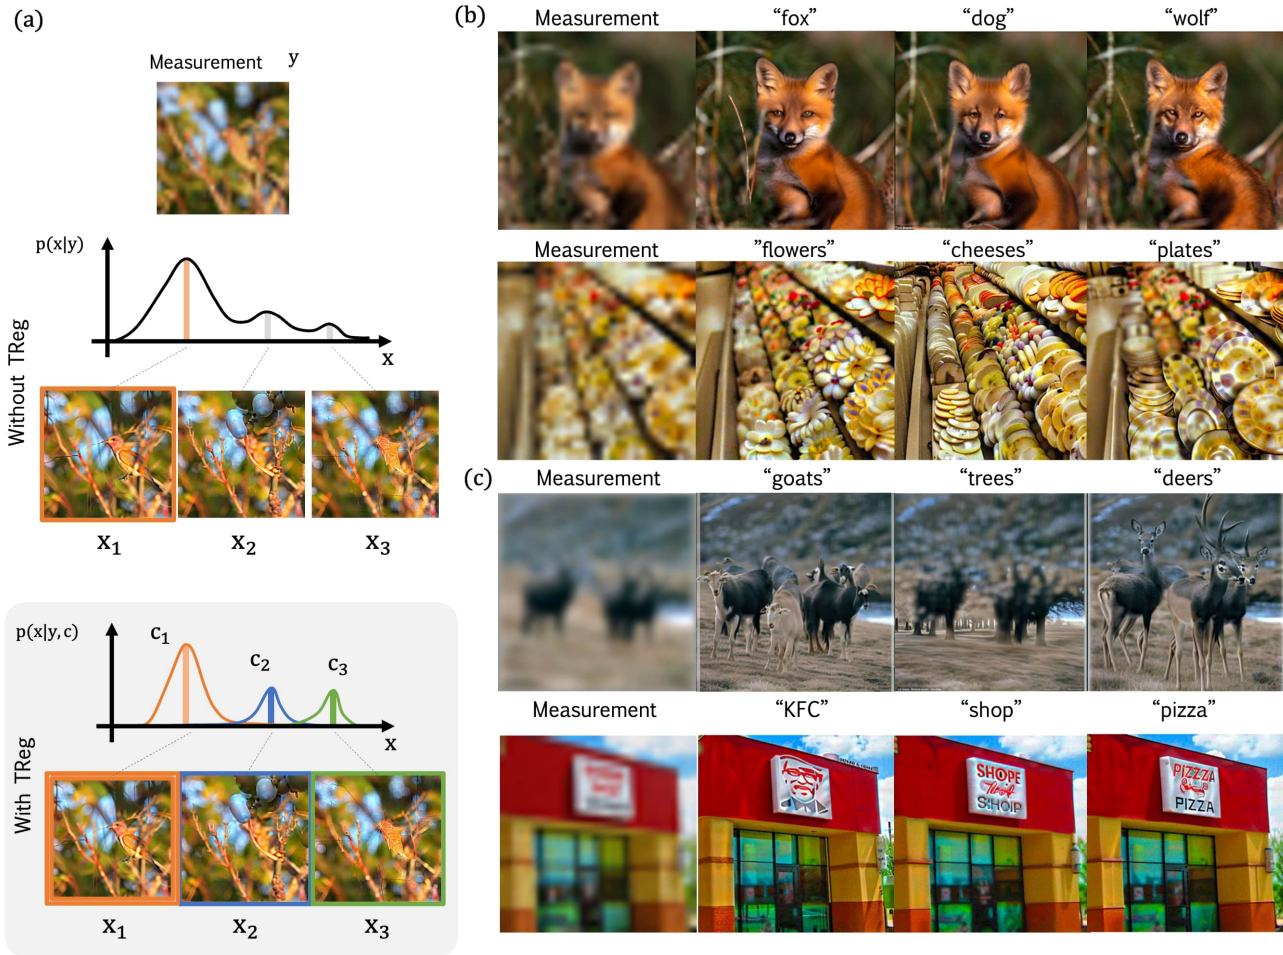 (a)
Measurement y
p(x|y)
x
Without TReg
x₁ x₂ x₃
p(x|y, c)
c₁
c₂
c₃
x
With TReg
x₁ x₂ x₃
(b)
Measurement “fox” “dog” “wolf”
Measurement ”flowers” “cheeses” “plates”
(c)
Measurement “goats” “trees” “deers”
Measurement “KFC” “shop” “pizza”
SHOPE
SHOP
PIZZZA
PIZZA